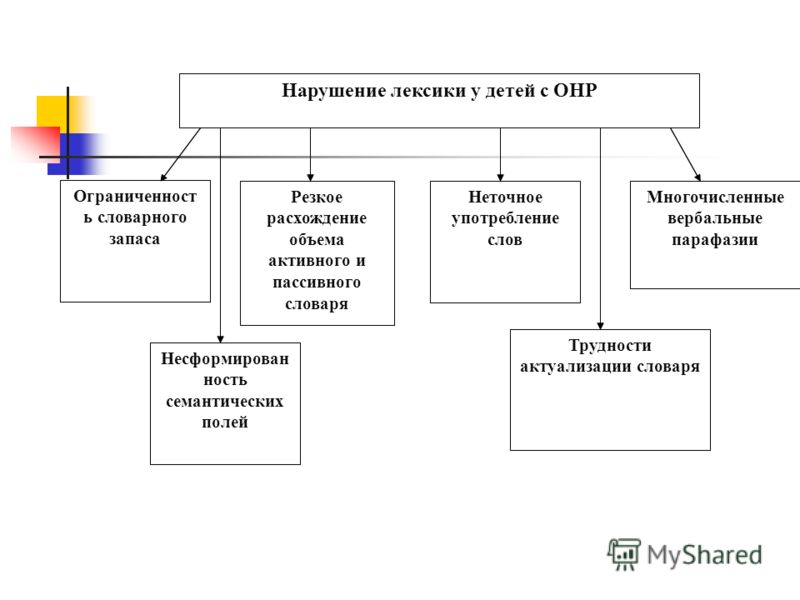 Нарушение лексики у детей с ОНР
Ограниченност
ь словарного
запаса
Резкое
расхождение
объема
активного и
пассивного
словаря
Неточное
употребление
слов
Многочисленные
вербальные
парафазии
Несформирован
ность
семантических
полей
Трудности
актуализации словаря
MyShared